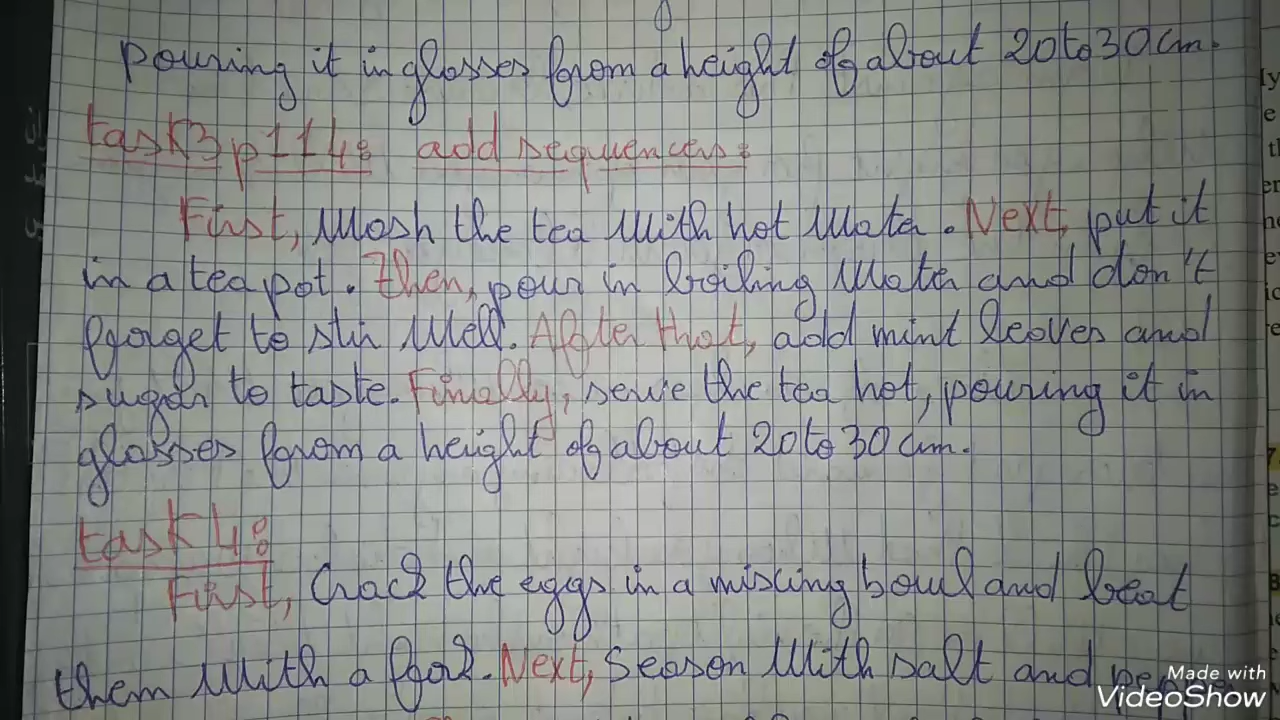 pouring it in glasses from a height of about 20 to 30 cm.
task3 p114: add sequencers:
First, Wash the tea With hot Water. Next, put it
in a tea pot. Then, pour in boiling Water and don't
forget to stir Well. After that, add mint leaves and
sugar to taste. Finally, serve the tea hot, pouring it in
glasses from a height of about 20 to 30 cm.
task 4:
First, Crack the eggs in a mixing bowl and beat
them With a fork. Next, Season With salt and
Made with
VideoShow